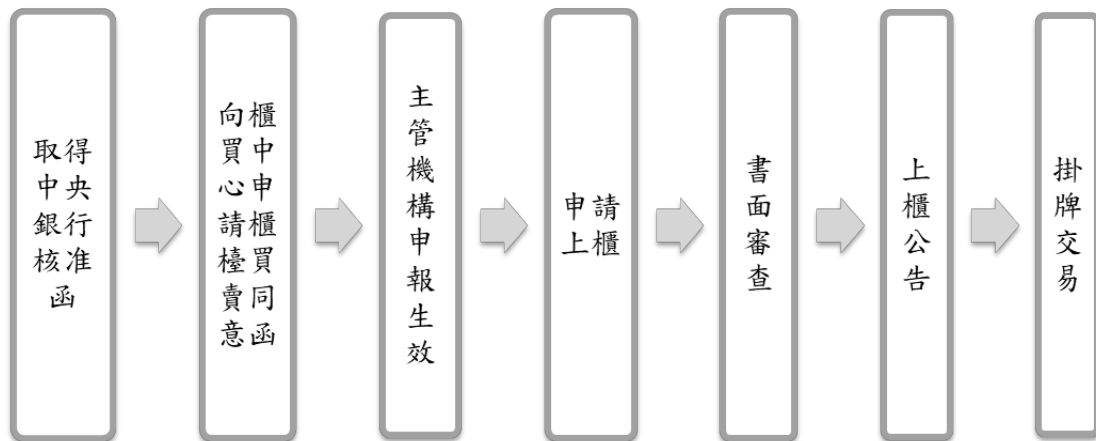 取得
中央
銀行
核准
函
向櫃
買中
心申
請櫃
檯買
賣同
意函
主管機構申報生效
申請
上櫃
書面審查
上櫃公告
掛牌交易